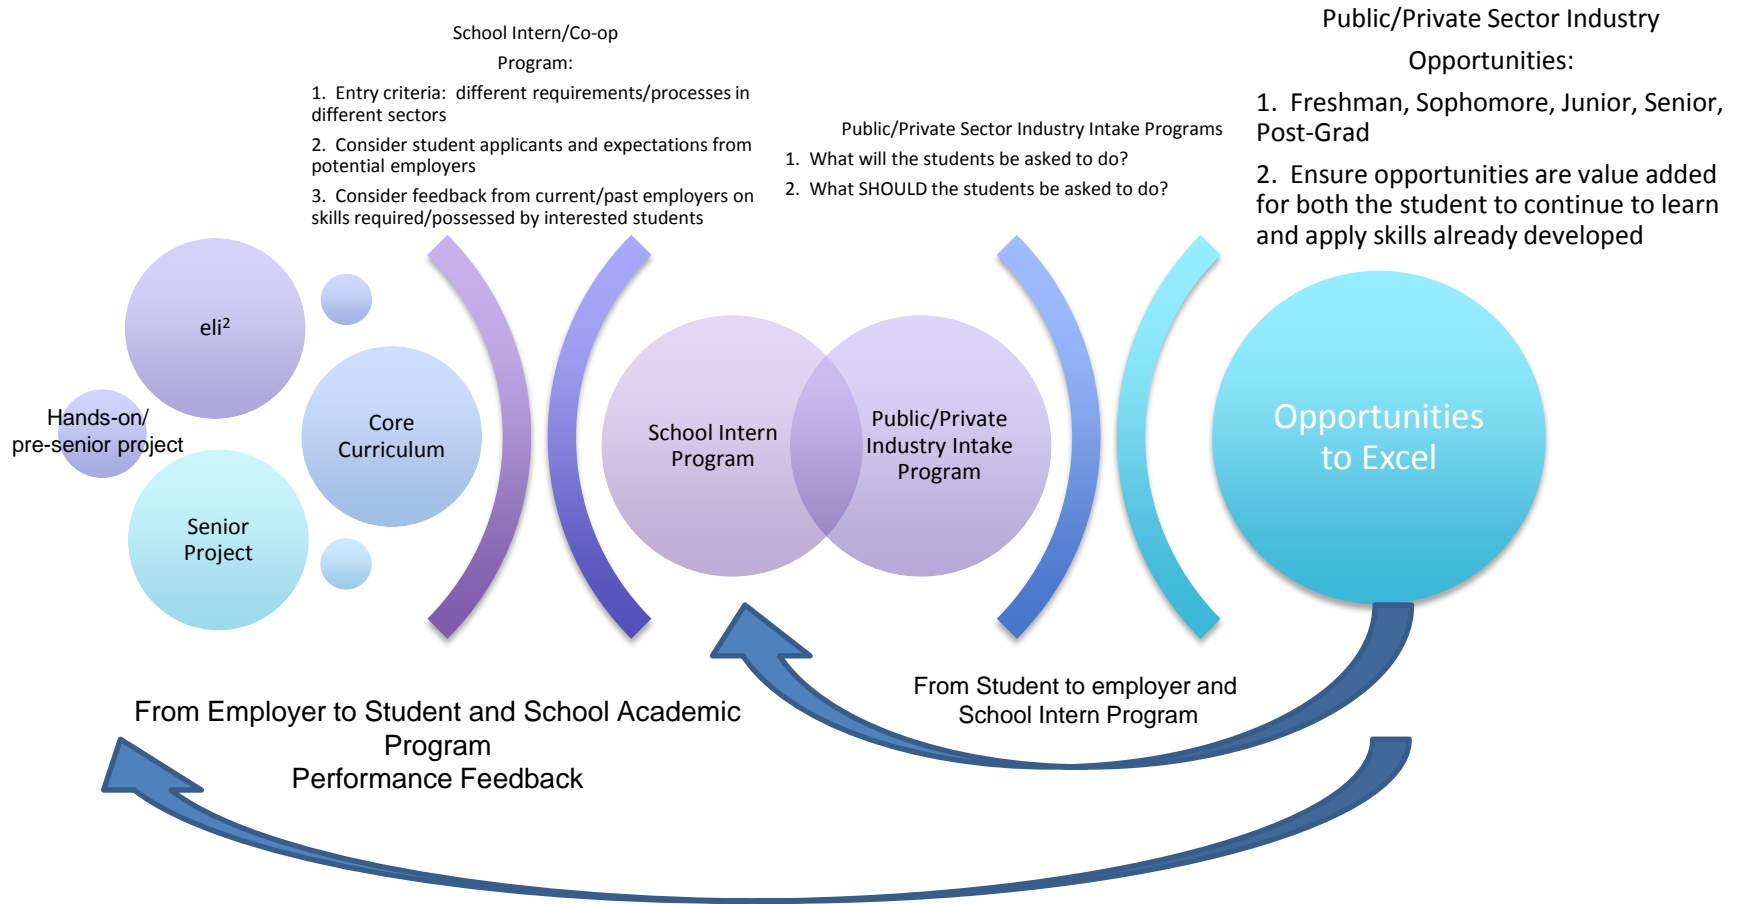 School Intern/Co-op
Program:
1.  Entry criteria:  different requirements/processes in
different sectors
2.  Consider student applicants and expectations from
potential employers
3.  Consider feedback from current/past employers on
skills required/possessed by interested students
Public/Private Sector Industry Intake Programs
1.  What will the students be asked to do?
2.  What SHOULD the students be asked to do?
Public/Private Sector Industry
Opportunities:
1.  Freshman, Sophomore, Junior, Senior,
Post-Grad
2.  Ensure opportunities are value added
for both the student to continue to learn
and apply skills already developed
eli²
Hands-on/
pre-senior project
Core
Curriculum
Senior
Project
School Intern
Program
Public/Private
Industry Intake
Program
Opportunities
to Excel
From Student to employer and
School Intern Program
From Employer to Student and School Academic
Program
Performance Feedback